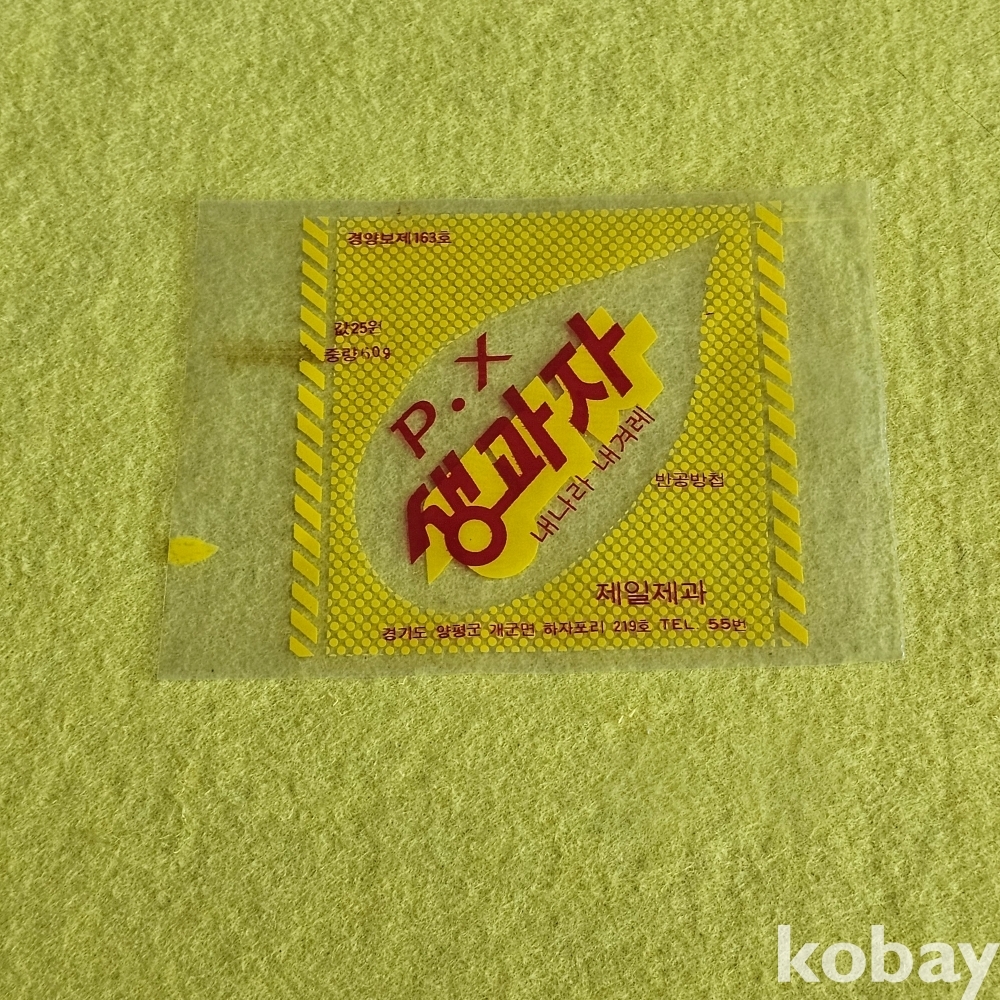 경양보제163호
값25원
중량60g
P.X
생과자
내나라 내겨레
반공방첩
제일제과
경기도 양평군 개군면 하자포리 219호 TEL 55번
kobay